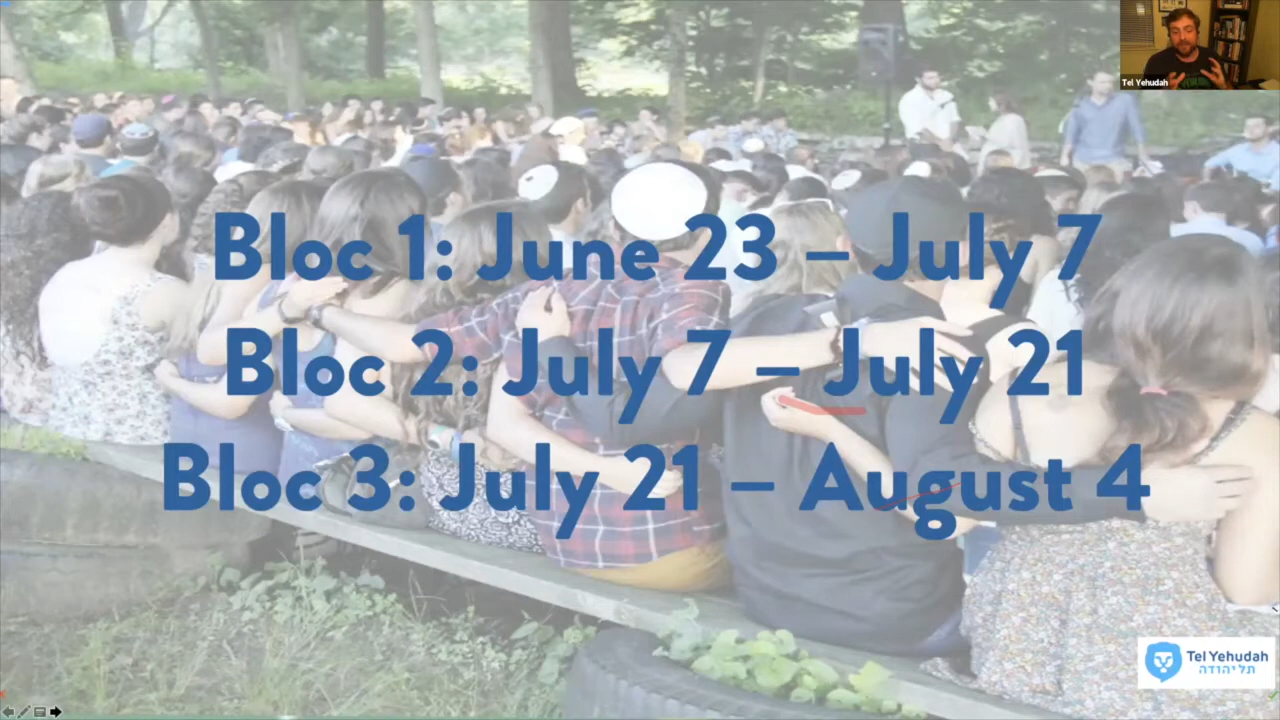 Tel Yehudah
Bloc 1: June 23 – July 7
Bloc 2: July 7 – July 21
Bloc 3: July 21 – August 4
Tel Yehudah
תל יהודה